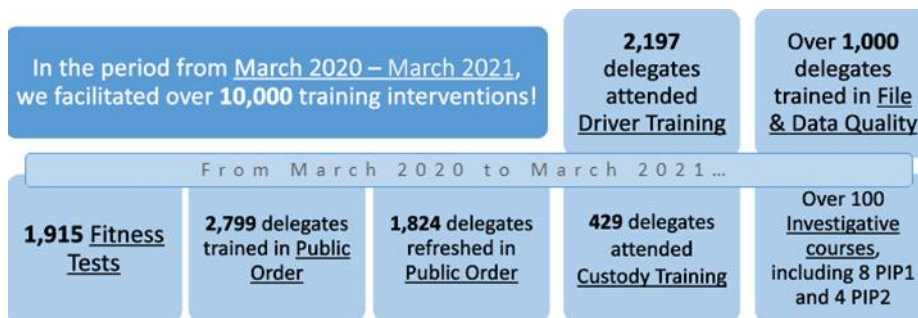 In the period from March 2020 – March 2021,
we facilitated over 10,000 training interventions!
2,197
delegates
attended
Driver Training
Over 1,000
delegates
trained in File
& Data Quality
From March 2020 to March 2021…
1,915 Fitness
Tests
2,799 delegates
trained in Public
Order
1,824 delegates
refreshed in
Public Order
429 delegates
attended
Custody Training
Over 100
Investigative
courses,
including 8 PIP1
and 4 PIP2